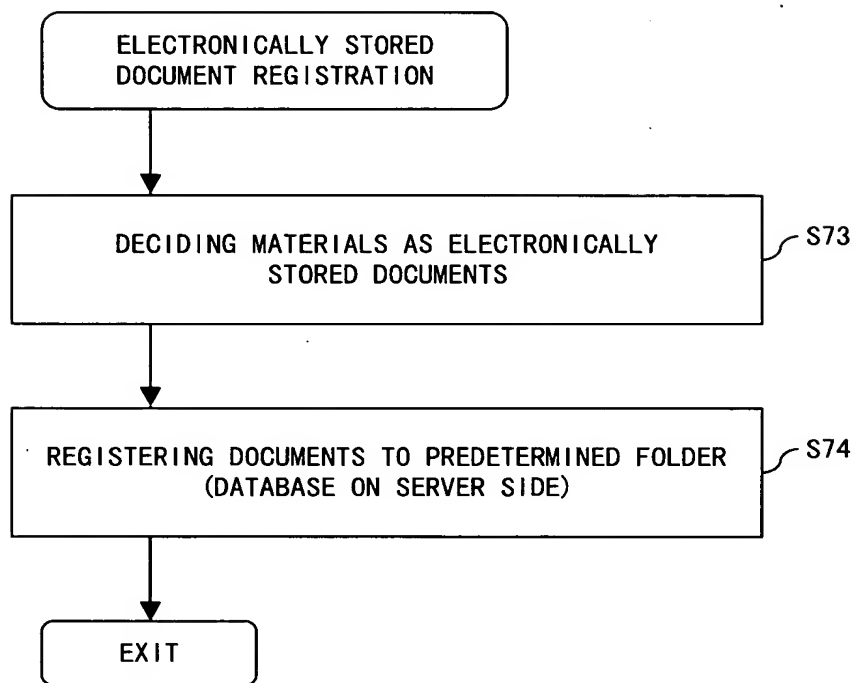 ELECTRONICALLY STORED
DOCUMENT REGISTRATION
DECIDING MATERIALS AS ELECTRONICALLY
STORED DOCUMENTS
S73
REGISTERING DOCUMENTS TO PREDETERMINED FOLDER
(DATABASE ON SERVER SIDE)
S74
EXIT